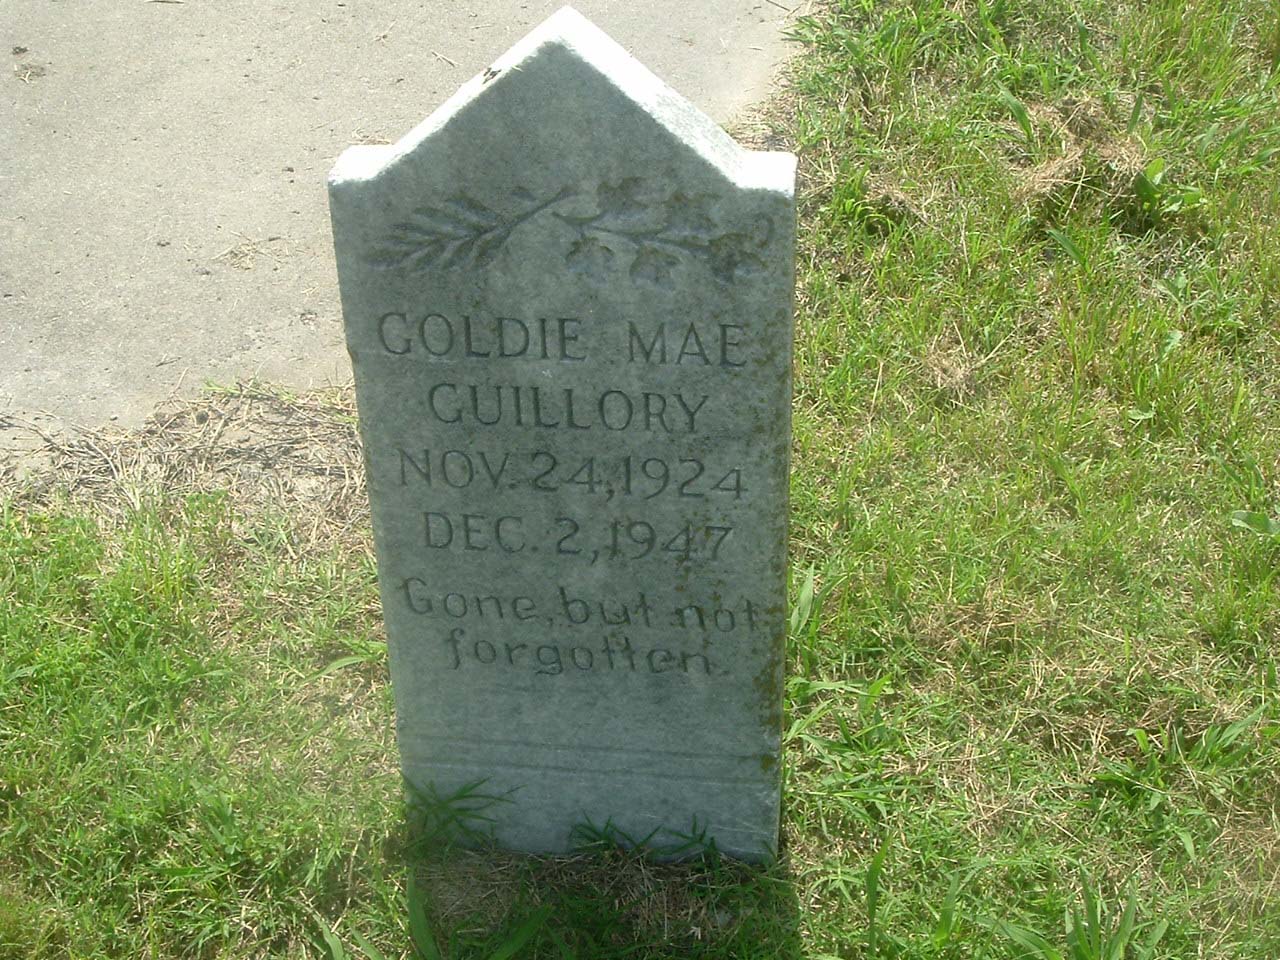 GOLDIE MAE
GUILLORY
NOV. 24, 1924
DEC. 2, 1947
Gone, but not
forgotten.